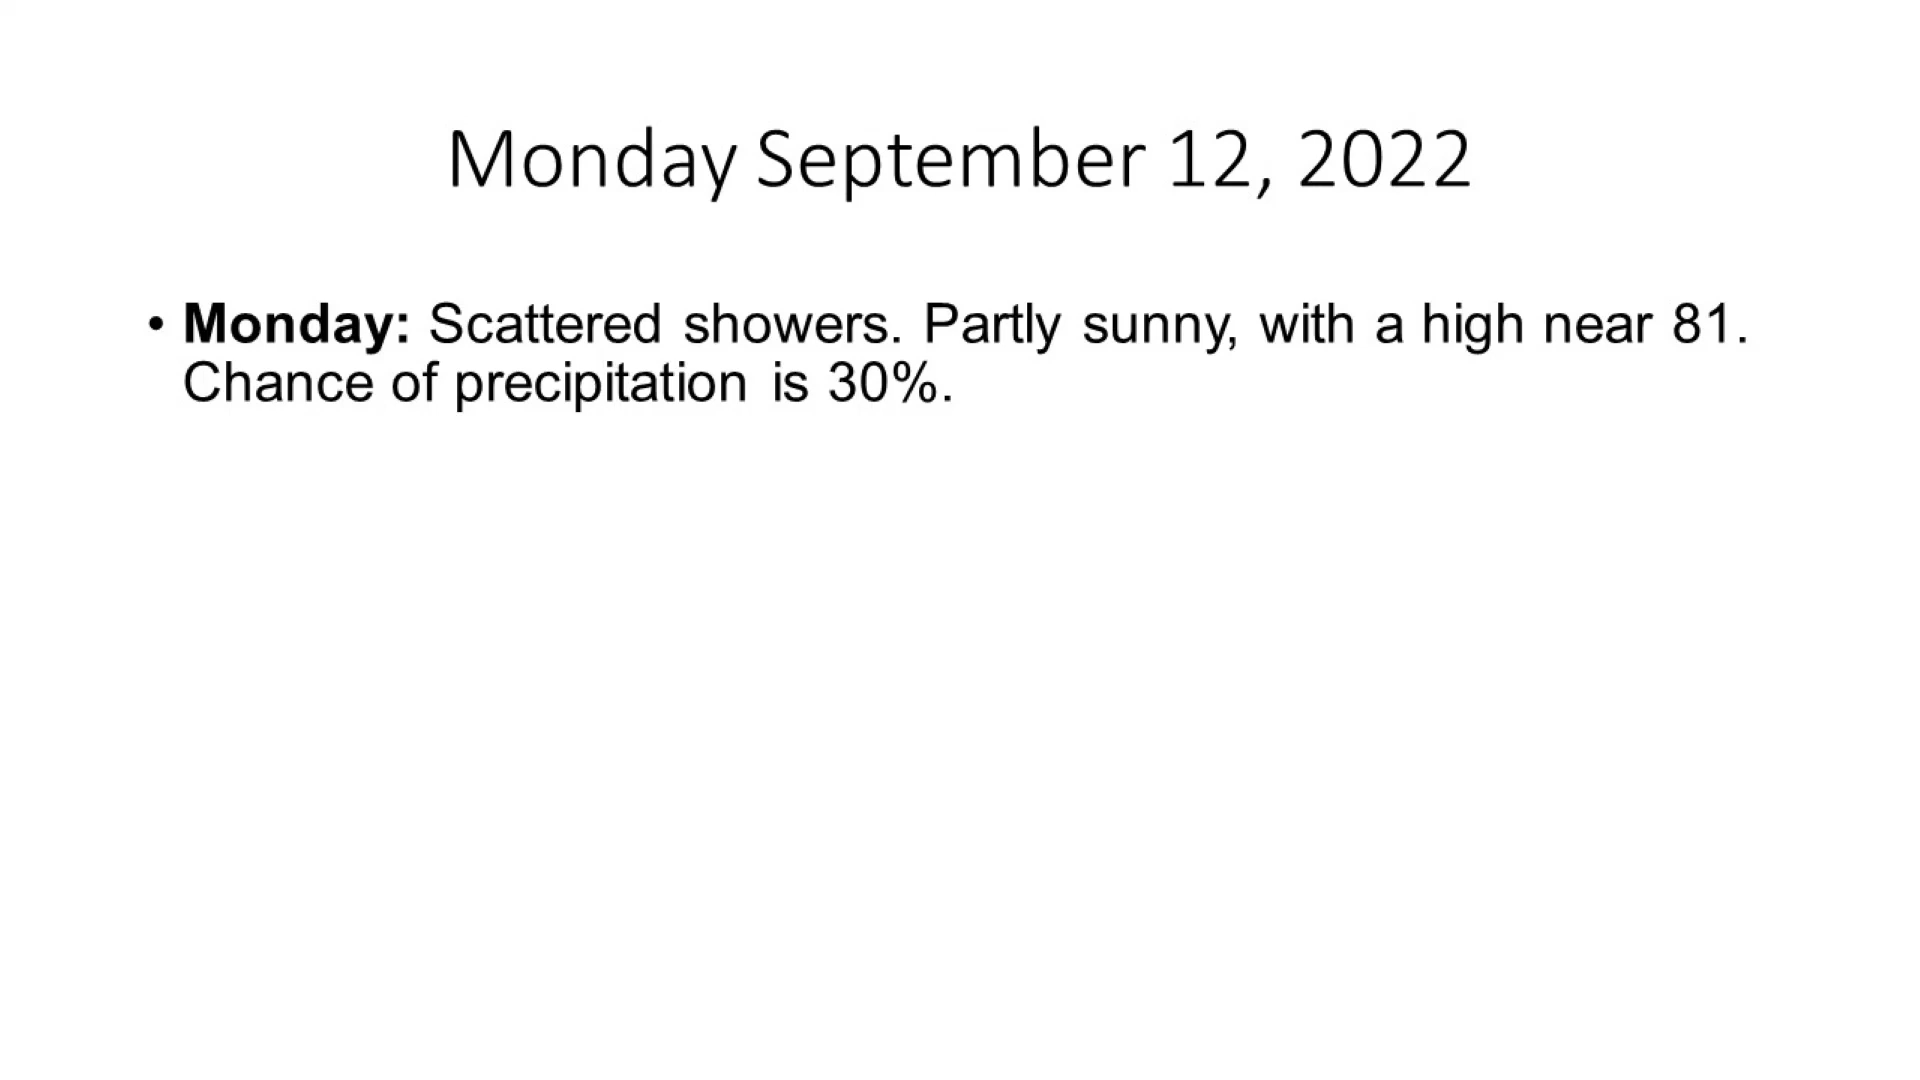 Monday September 12, 2022
• Monday: Scattered showers. Partly sunny, with a high near 81.
Chance of precipitation is 30%.